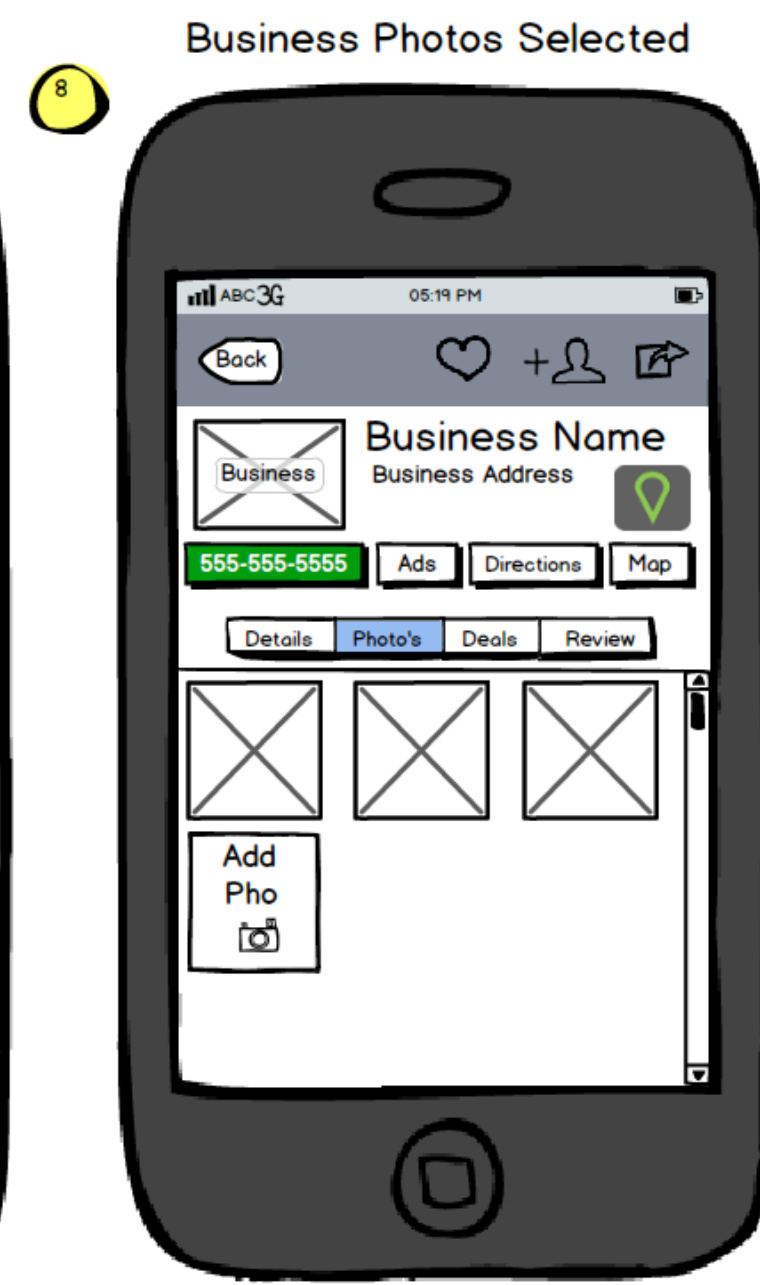 Business Photos Selected
8
ABC 3G 05:19 PM
Back +
Business
Business Name
Business Address
555-555-5555 Ads Directions Map
Details Photo's Deals Review
Add
Pho